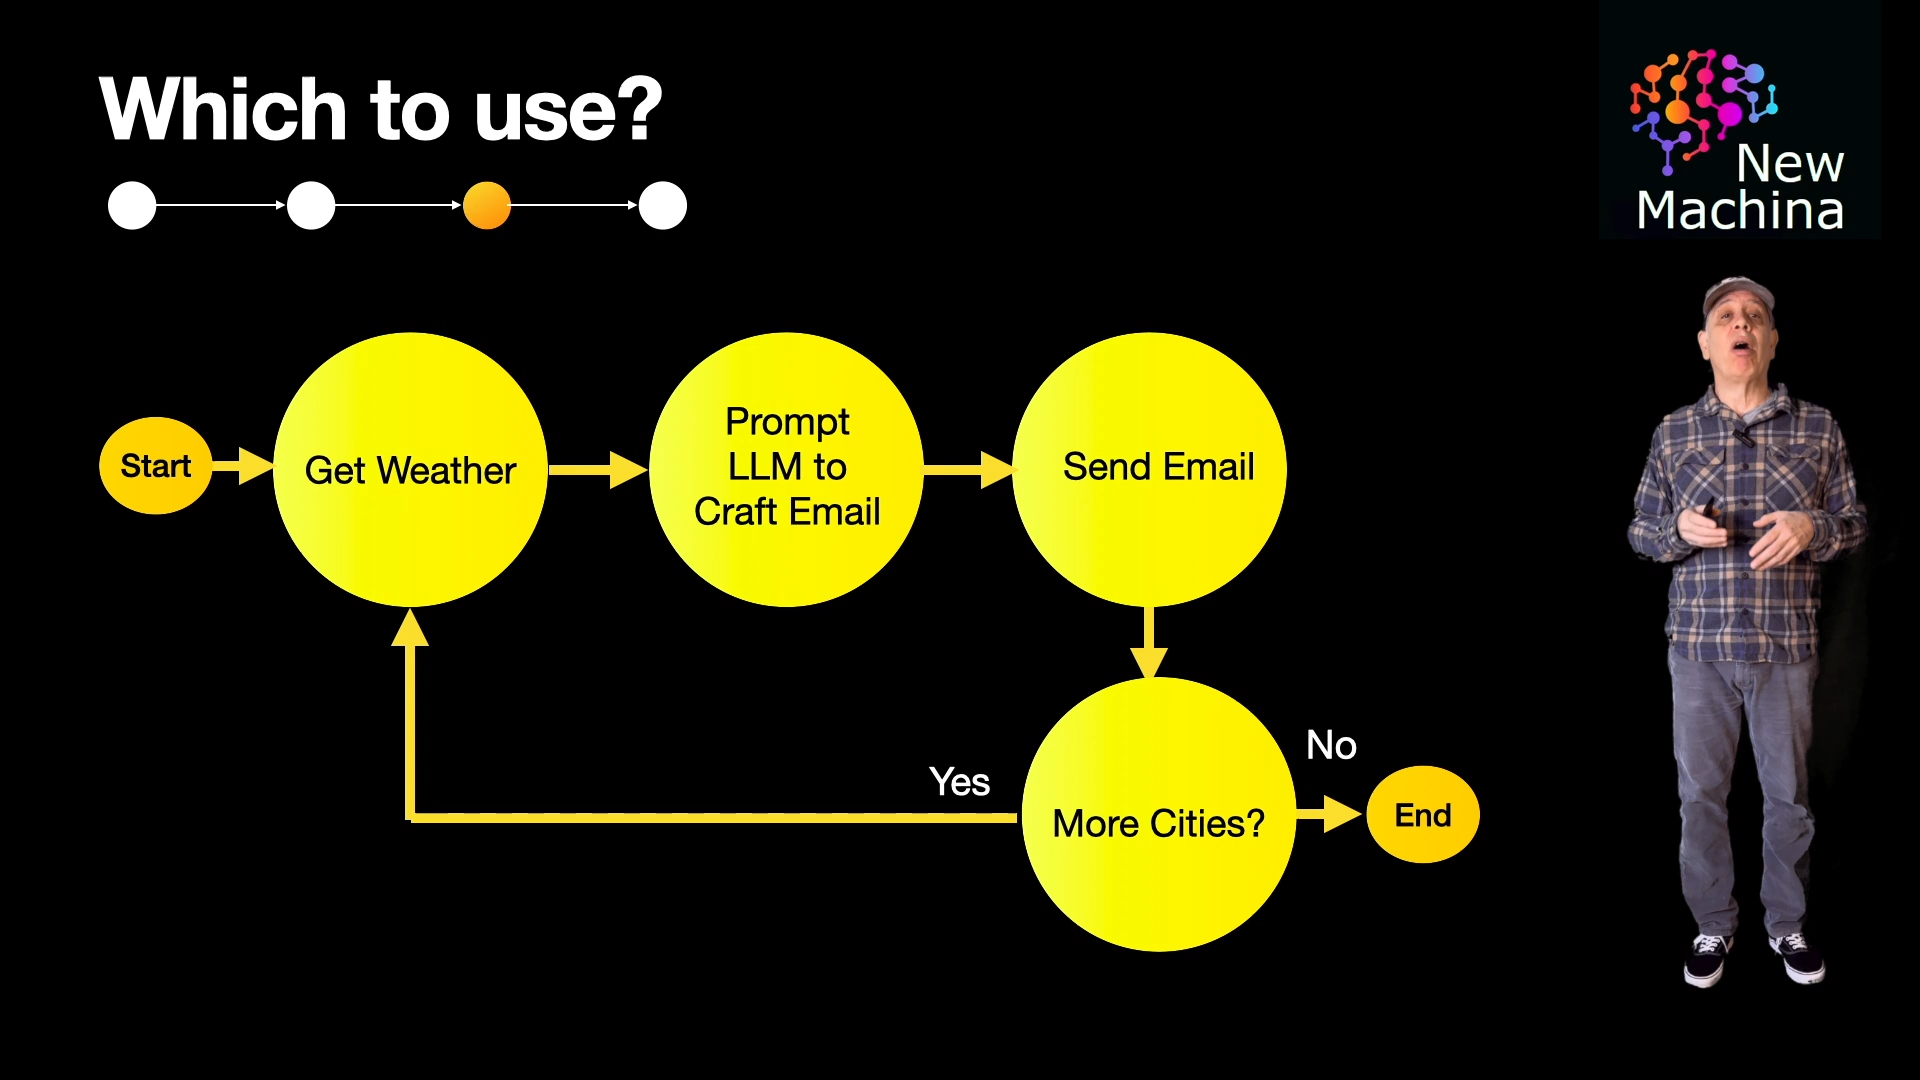 Which to use?
New
Machina
Start
Get Weather
Prompt
LLM to
Craft Email
Send Email
Yes
More Cities?
No
End